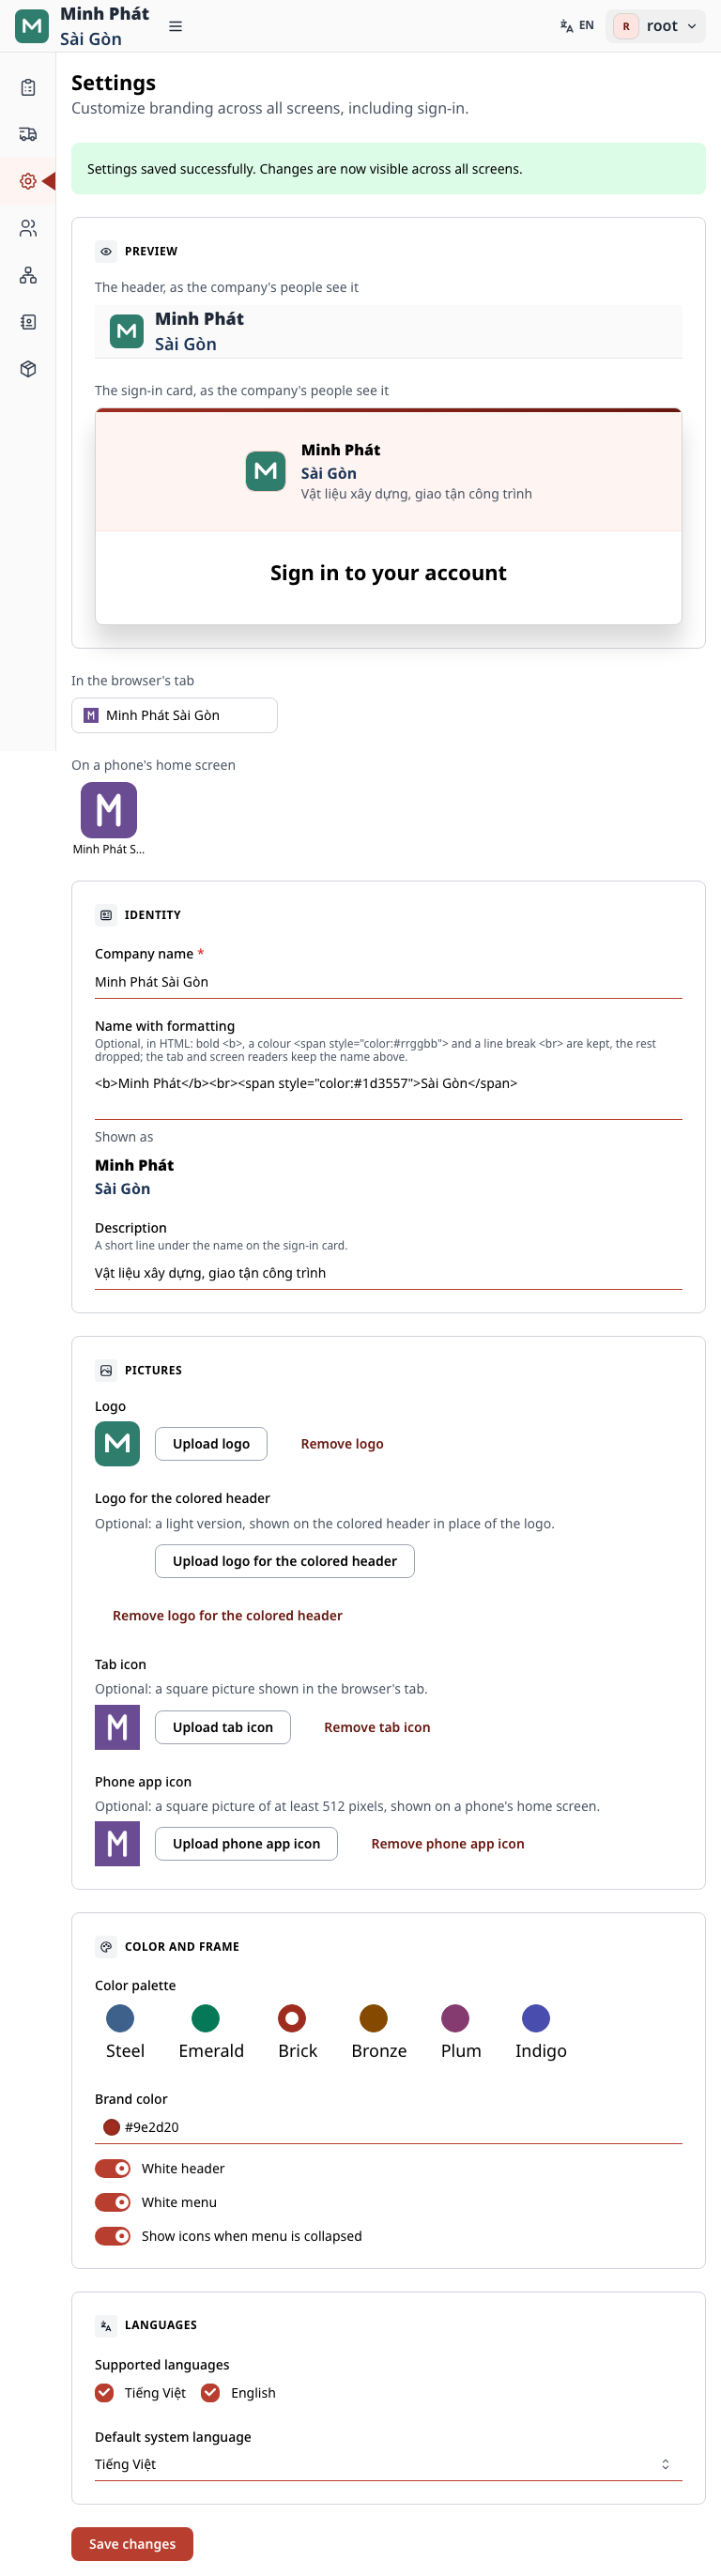 Minh Phát
Sài Gòn
EN
R
root
Settings
Customize branding across all screens, including sign-in.
Settings saved successfully. Changes are now visible across all screens.
PREVIEW
The header, as the company's people see it
Minh Phát
Sài Gòn
The sign-in card, as the company's people see it
Minh Phát
Sài Gòn
Vật liệu xây dựng, giao tận công trình
Sign in to your account
In the browser's tab
Minh Phát Sài Gòn
On a phone's home screen
Minh Phát S...
IDENTITY
Company name *
Minh Phát Sài Gòn
Name with formatting
Optional, in HTML: bold <b>, a colour <span style="color:#rrggbb"> and a line break <br> are kept, the rest
dropped; the tab and screen readers keep the name above.
<b>Minh Phát</b><br><span style="color:#1d3557">Sài Gòn</span>
Shown as
Minh Phát
Sài Gòn
Description
A short line under the name on the sign-in card.
Vật liệu xây dựng, giao tận công trình
PICTURES
Logo
Upload logo
Remove logo
Logo for the colored header
Optional: a light version, shown on the colored header in place of the logo.
Upload logo for the colored header
Remove logo for the colored header
Tab icon
Optional: a square picture shown in the browser's tab.
Upload tab icon
Remove tab icon
Phone app icon
Optional: a square picture of at least 512 pixels, shown on a phone's home screen.
Upload phone app icon
Remove phone app icon
COLOR AND FRAME
Color palette
Steel
Emerald
Brick
Bronze
Plum
Indigo
Brand color
#9e2d20
White header
White menu
Show icons when menu is collapsed
LANGUAGES
Supported languages
Tiếng Việt
English
Default system language
Tiếng Việt
Save changes